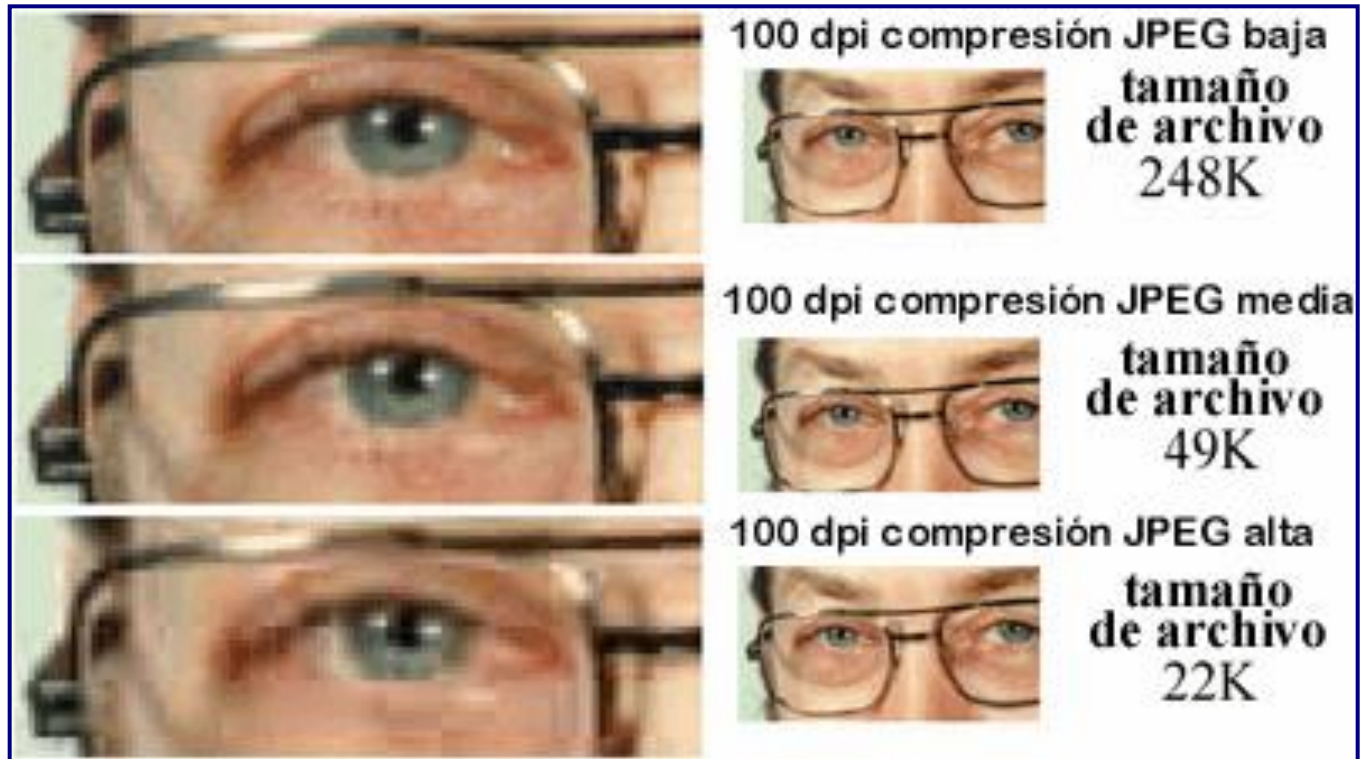 100 dpi compresión JPEG baja
tamaño
de archivo
248K
100 dpi compresión JPEG media
tamaño
de archivo
49K
100 dpi compresión JPEG alta
tamaño
de archivo
22K